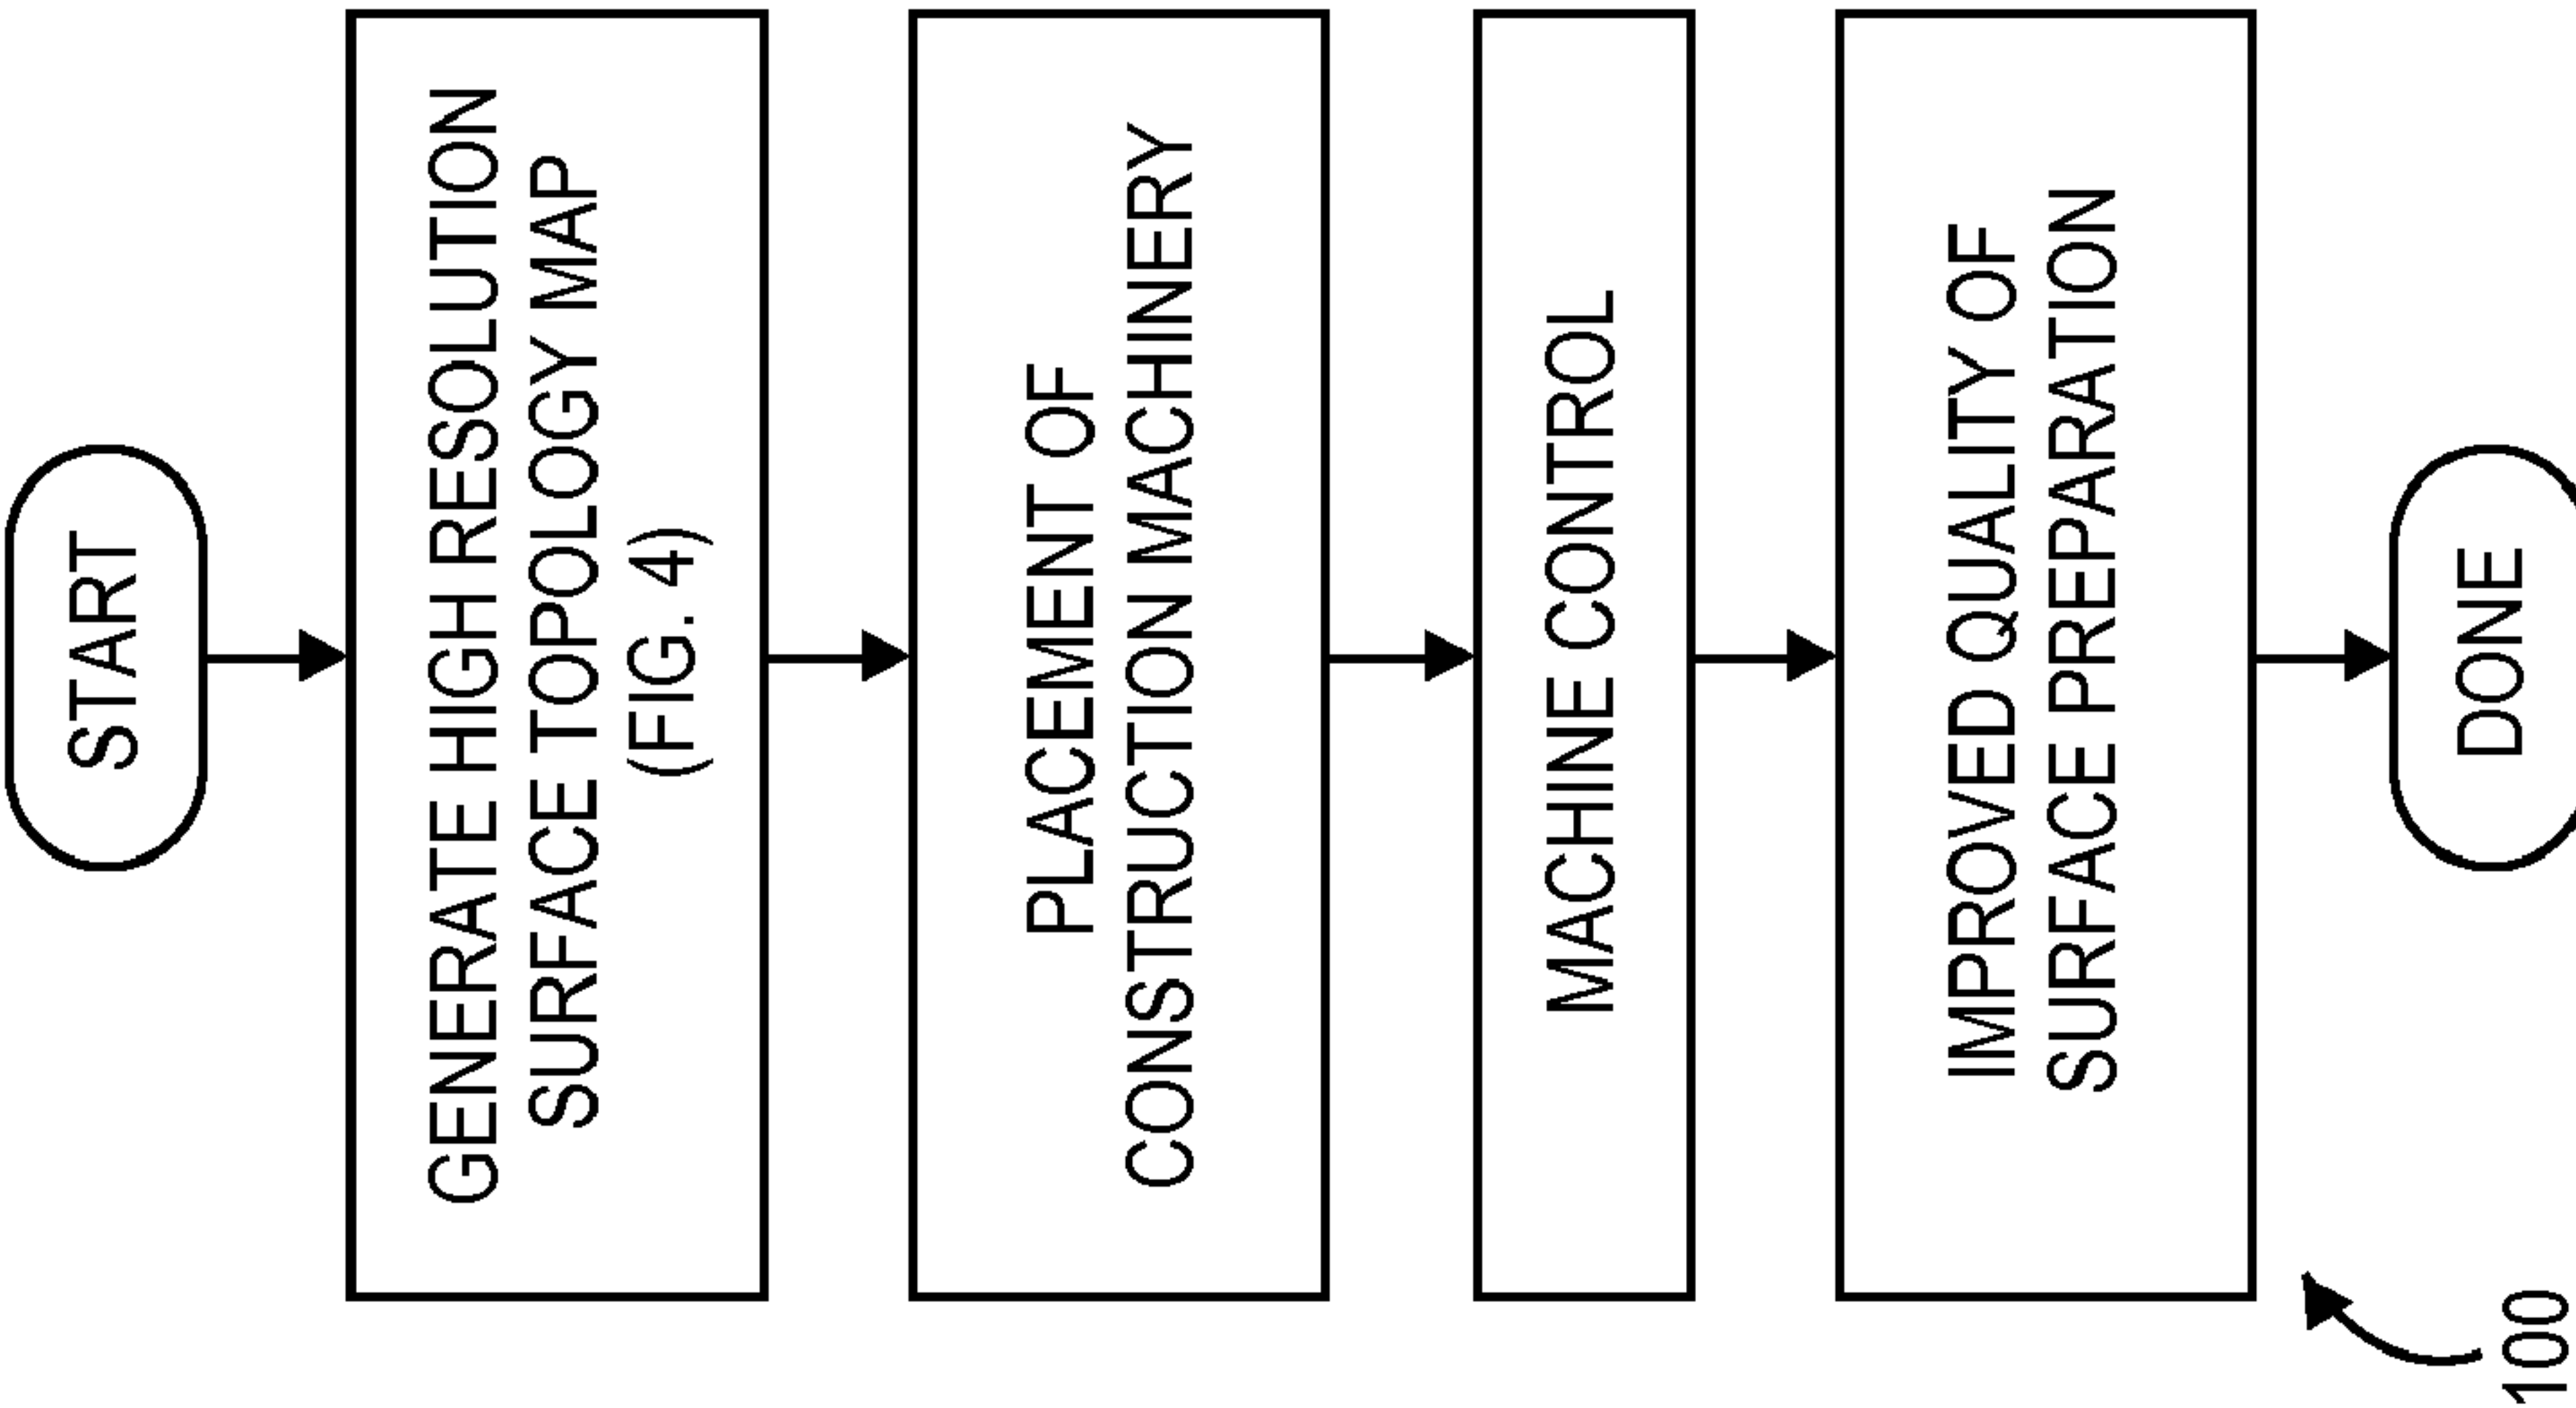 START
GENERATE HIGH RESOLUTION
SURFACE TOPOLOGY MAP
(FIG. 4)
PLACEMENT OF
CONSTRUCTION MACHINERY
MACHINE CONTROL
IMPROVED QUALITY OF
SURFACE PREPARATION
DONE
100